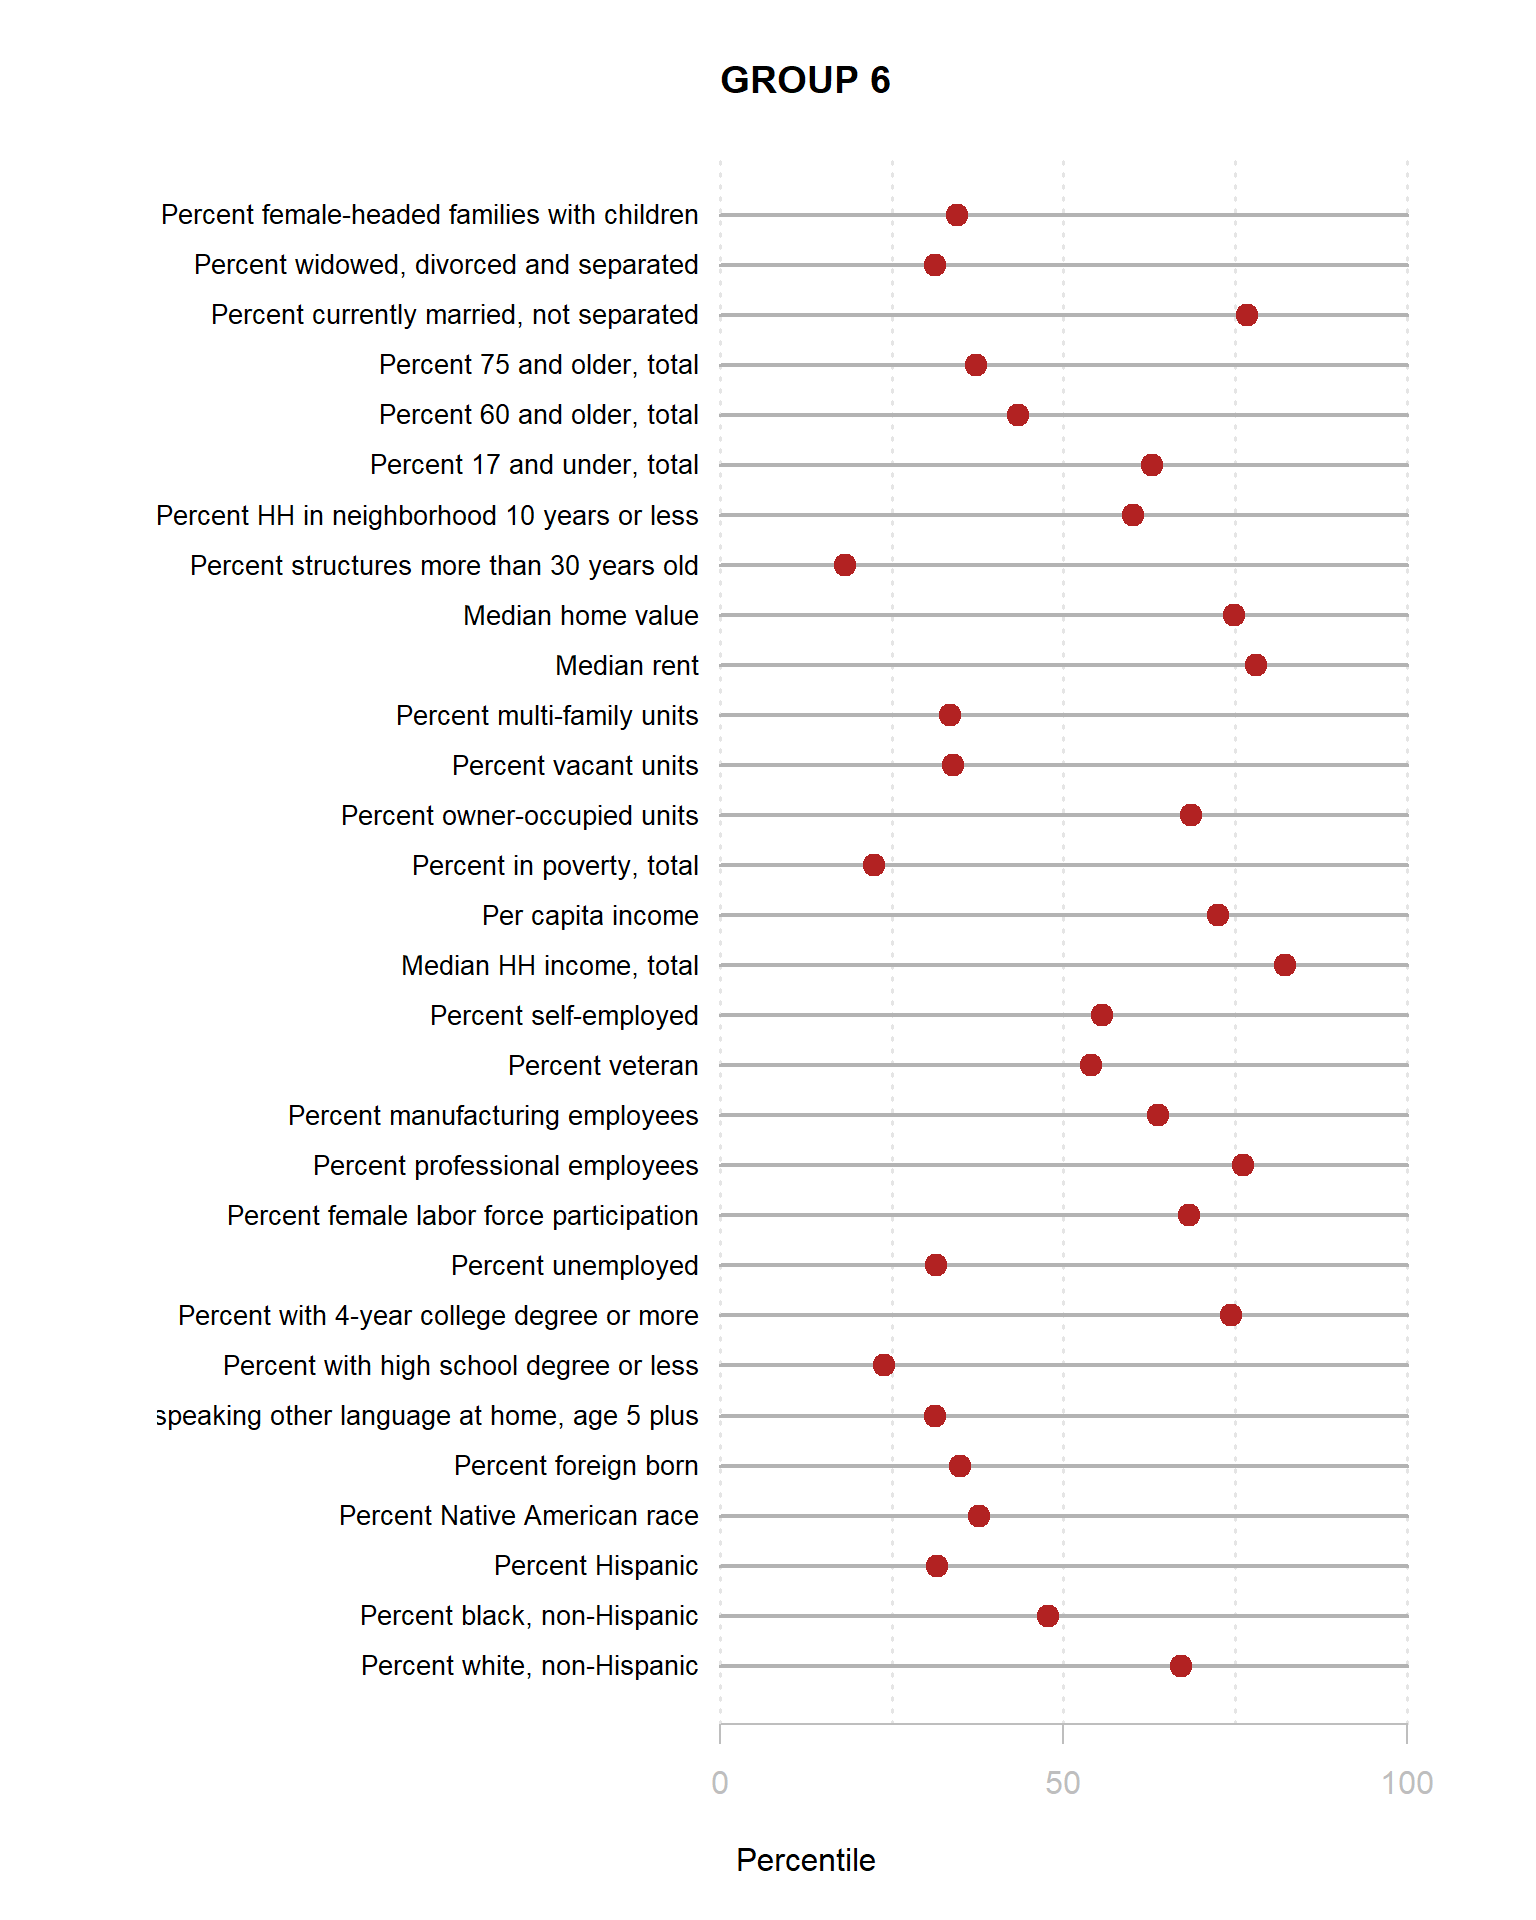 GROUP 6
Percent female-headed families with children
Percent widowed, divorced and separated
Percent currently married, not separated
Percent 75 and older, total
Percent 60 and older, total
Percent 17 and under, total
Percent HH in neighborhood 10 years or less
Percent structures more than 30 years old
Median home value
Median rent
Percent multi-family units
Percent vacant units
Percent owner-occupied units
Percent in poverty, total
Per capita income
Median HH income, total
Percent self-employed
Percent veteran
Percent manufacturing employees
Percent professional employees
Percent female labor force participation
Percent unemployed
Percent with 4-year college degree or more
Percent with high school degree or less
speaking other language at home, age 5 plus
Percent foreign born
Percent Native American race
Percent Hispanic
Percent black, non-Hispanic
Percent white, non-Hispanic
0 50 100
Percentile